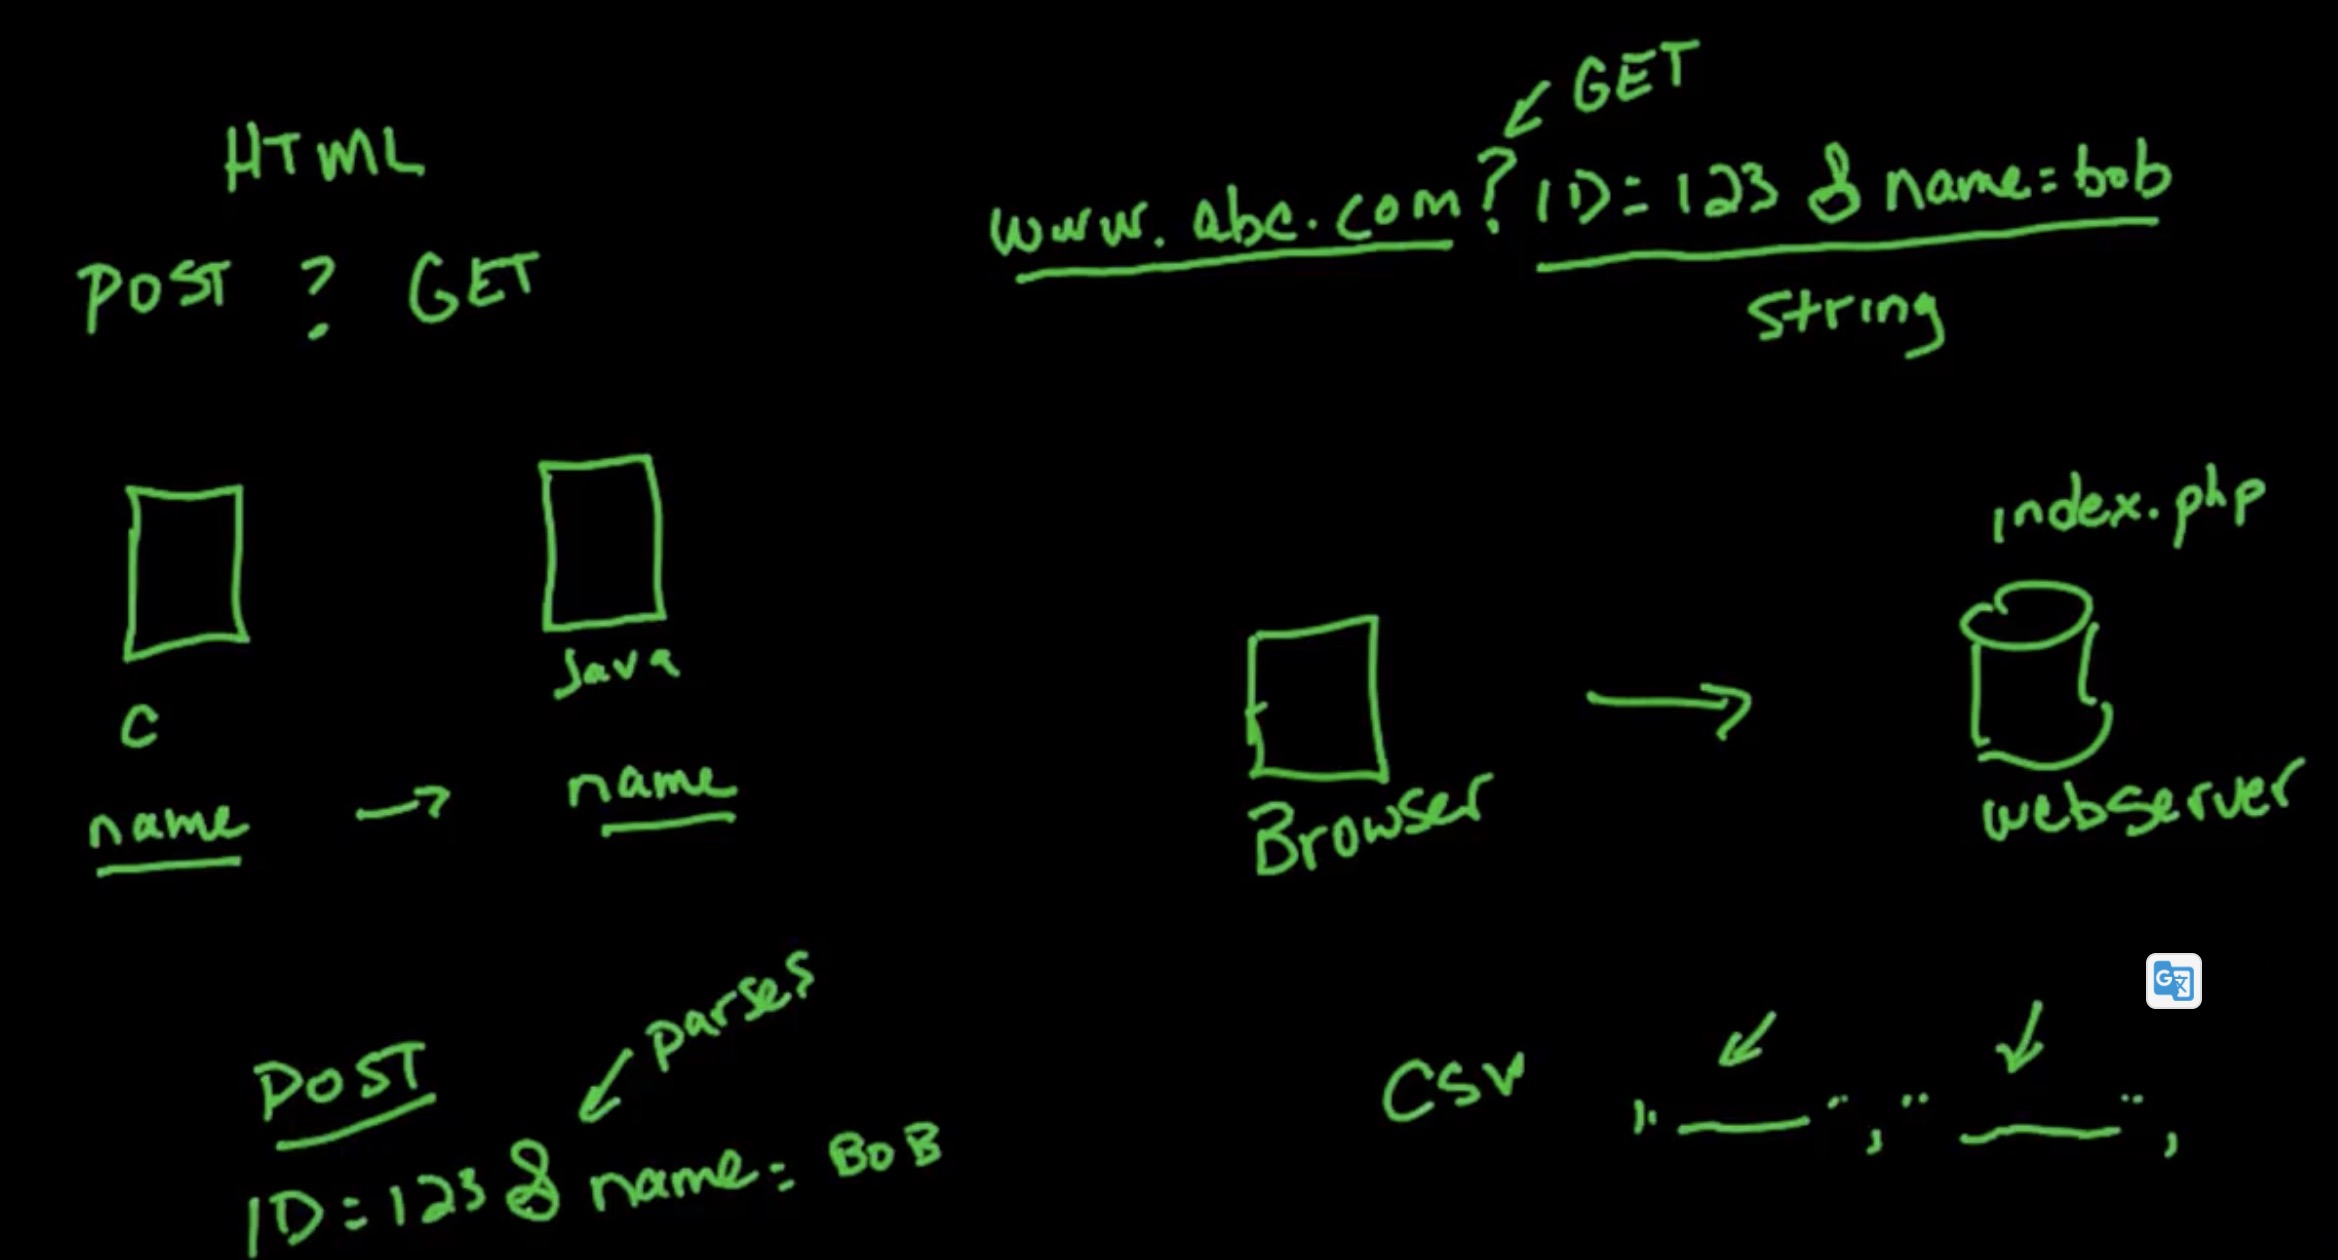 HTML
POST ? GET
GET
www.abc.com?ID=123 & name=bob
string
C
name
→
Java
name
index.php
Browser
→
webserver
POST
parses
ID=123 & name=BOB
CSV
"____", "____",